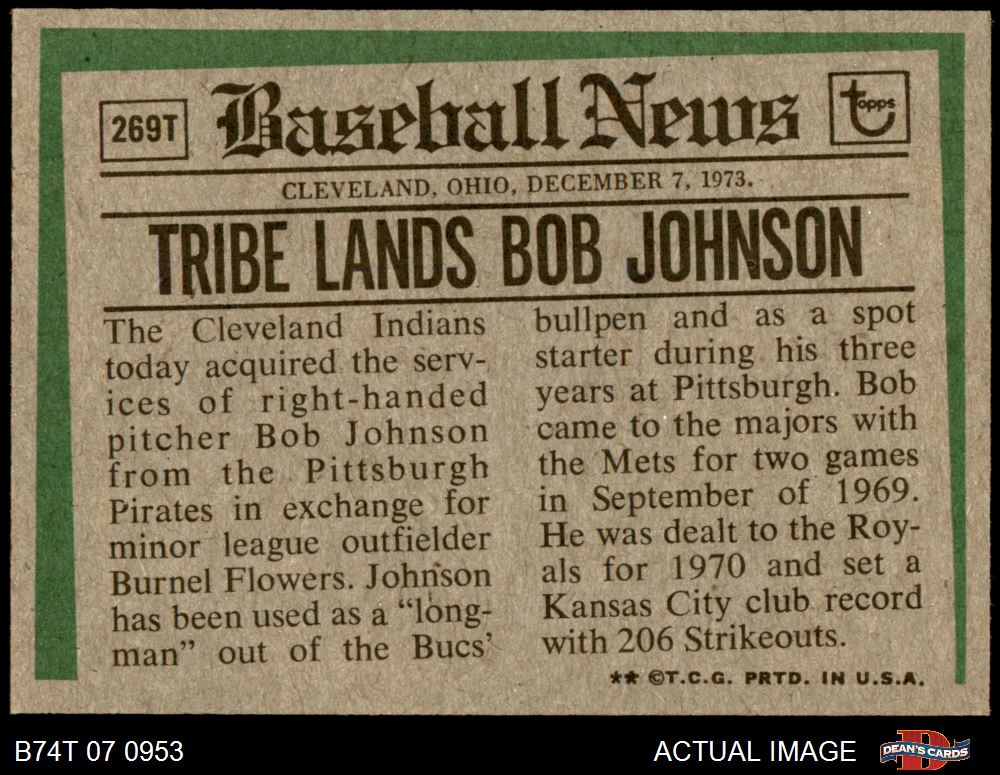 269T
Baseball News
topps
CLEVELAND, OHIO, DECEMBER 7, 1973.
TRIBE LANDS BOB JOHNSON
The Cleveland Indians
today acquired the serv-
ices of right-handed
pitcher Bob Johnson
from the Pittsburgh
Pirates in exchange for
minor league outfielder
Burnel Flowers. Johnson
has been used as a “long-
man” out of the Bucs’
bullpen and as a spot
starter during his three
years at Pittsburgh. Bob
came to the majors with
the Mets for two games
in September of 1969.
He was dealt to the Roy-
als for 1970 and set a
Kansas City club record
with 206 Strikeouts.
** ©T.C.G. PRTD. IN U.S.A.
B74T 07 0953
ACTUAL IMAGE
DEAN'S CARDS